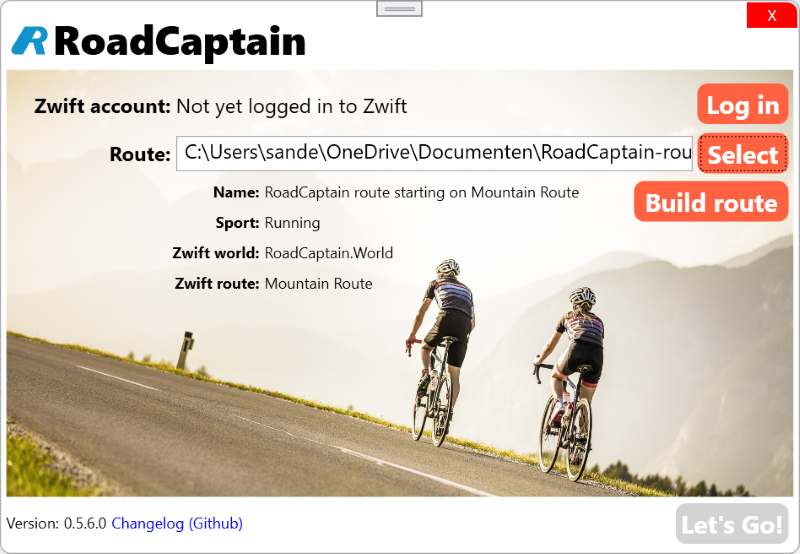 X
RoadCaptain
Zwift account: Not yet logged in to Zwift
Log in
Route: C:\Users\sande\OneDrive\Documenten\RoadCaptain-rou
Select
Name: RoadCaptain route starting on Mountain Route
Build route
Sport: Running
Zwift world: RoadCaptain.World
Zwift route: Mountain Route
Version: 0.5.6.0 Changelog (Github)
Let's Go!